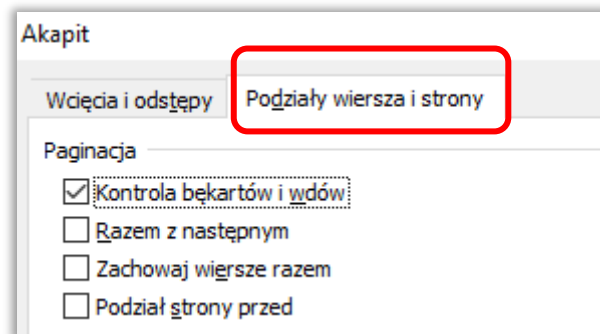 Akapit
Wcięcia i odstępy
Podziały wiersza i strony
Paginacja
Kontrola bękartów i wdów
Razem z następnym
Zachowaj wiersze razem
Podział strony przed